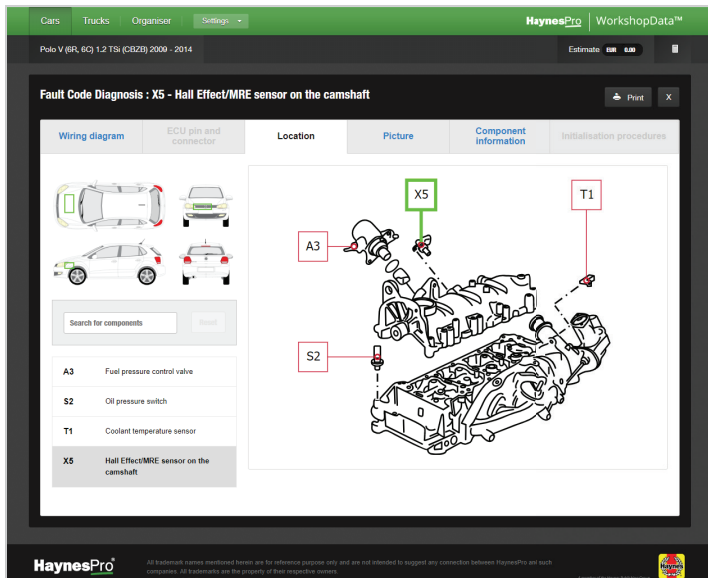 Cars Trucks Organiser Settings HaynesPro WorkshopData™
Polo V (6R, 6C) 1.2 TSi (CBZB) 2009 - 2014 Estimate EUR 0.00
Fault Code Diagnosis : X5 - Hall Effect/MRE sensor on the camshaft Print X
Wiring diagram
ECU pin and
connector
Location
Picture
Component
information
Initialisation procedures
X5
T1
A3
S2
Search for components Reset
A3 Fuel pressure control valve
S2 Oil pressure switch
T1 Coolant temperature sensor
X5 Hall Effect/MRE sensor on the
camshaft
HaynesPro
All trademark names mentioned herein are for reference purpose only and are not intended to suggest any connection between HaynesPro and such
companies. All trademarks are the property of their respective owners.
Haynes